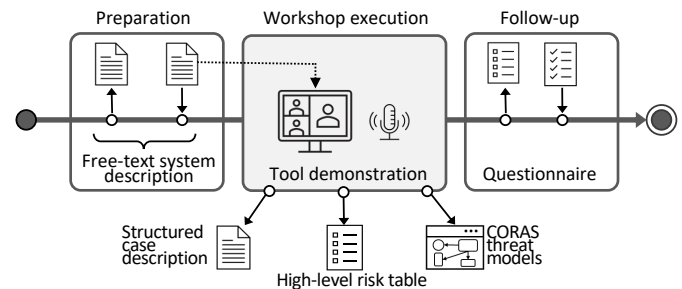 Preparation
Workshop execution
Follow-up
Free-text system
description
Tool demonstration
Questionnaire
Structured
case
description
High-level risk table
CORAS
threat
models